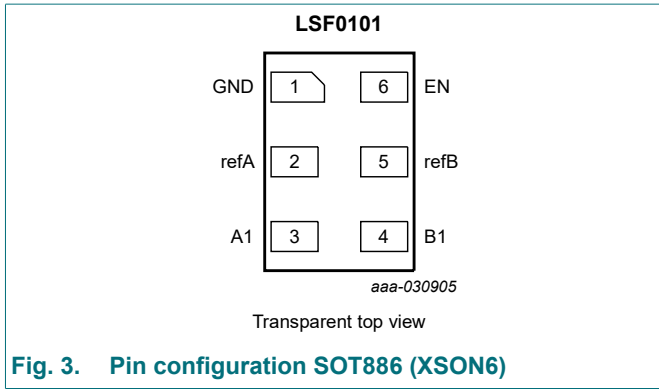 LSF0101
GND 1 6 EN
refA 2 5 refB
A1 3 4 B1
aaa-030905
Transparent top view
Fig. 3. Pin configuration SOT886 (XSON6)